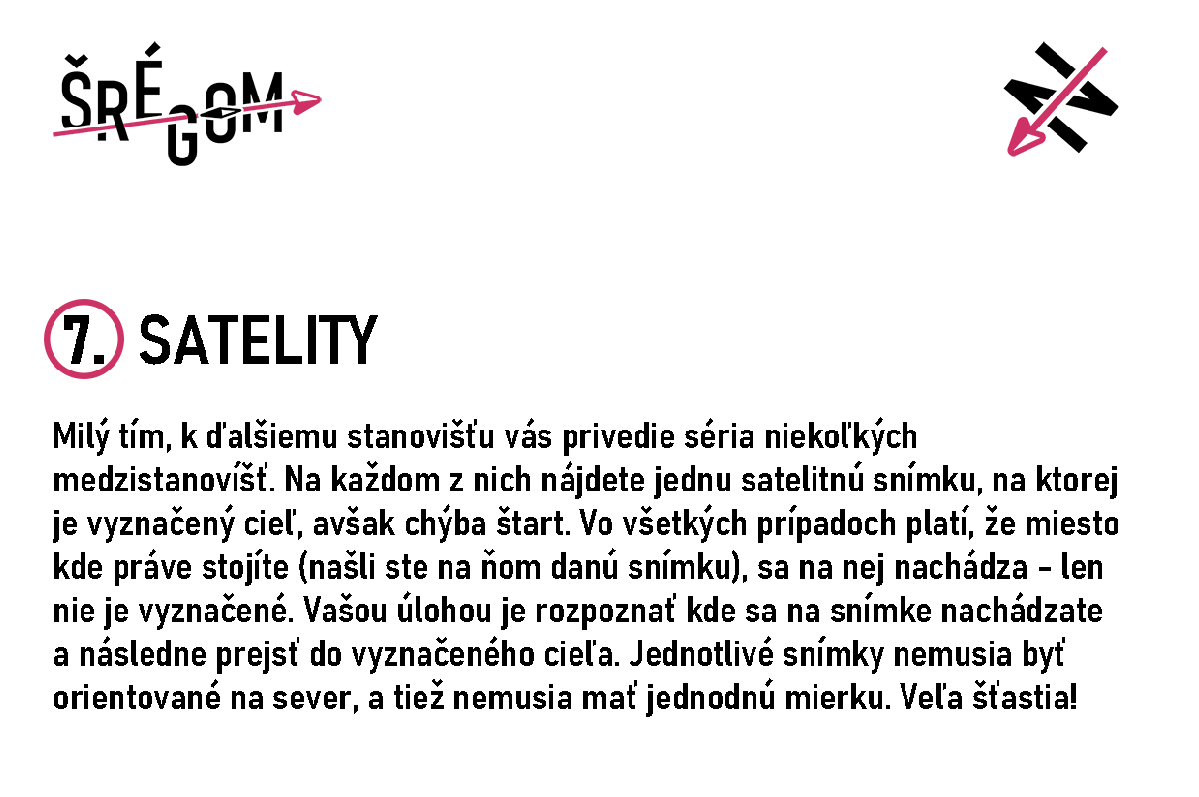 ŠRÉGOM
N
7. SATELITY
Milý tím, k ďalšiemu stanovišťu vás privedie séria niekoľkých
medzistanovíšť. Na každom z nich nájdete jednu satelitnú snímku, na ktorej
je vyznačený cieľ, avšak chýba štart. Vo všetkých prípadoch platí, že miesto
kde práve stojíte (našli ste na ňom danú snímku), sa na nej nachádza - len
nie je vyznačené. Vašou úlohou je rozpoznať kde sa na snímke nachádzate
a následne prejsť do vyznačeného cieľa. Jednotlivé snímky nemusia byť
orientované na sever, a tiež nemusia mať jednodnú mierku. Veľa šťastia!